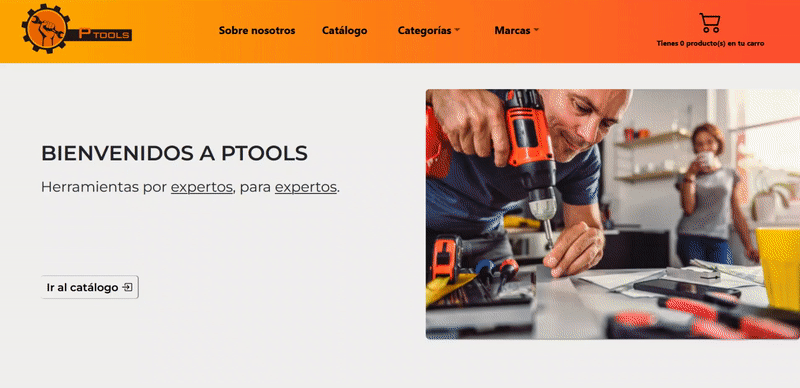 PTOOLS
Sobre nosotros
Catálogo
Categorías
Marcas
Tienes 0 producto(s) en tu carro
BIENVENIDOS A PTOOLS
Herramientas por expertos, para expertos.
Ir al catálogo